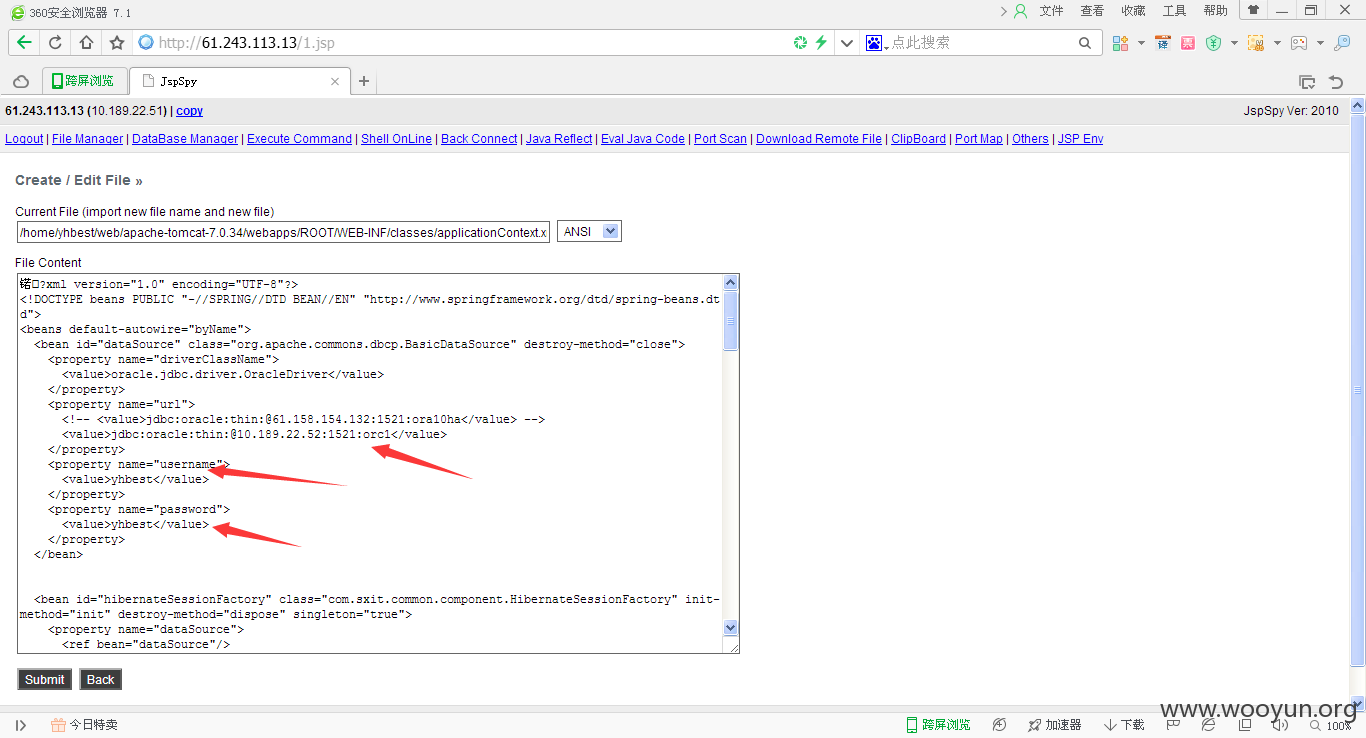 360安全浏览器 7.1
文件 查看 收藏 工具 帮助
http://61.243.113.13/1.jsp
点此搜索
跨屏浏览
JspSpy
61.243.113.13 (10.189.22.51) | copy
JspSpy Ver: 2010
Logout | File Manager | DataBase Manager | Execute Command | Shell OnLine | Back Connect | Java Reflect | Eval Java Code | Port Scan | Download Remote File | ClipBoard | Port Map | Others | JSP Env
Create / Edit File »
Current File (import new file name and new file)
/home/yhbest/web/apache-tomcat-7.0.34/webapps/ROOT/WEB-INF/classes/applicationContext.x
ANSI
File Content
?xml version="1.0" encoding="UTF-8"?>
<!DOCTYPE beans PUBLIC "-//SPRING//DTD BEAN//EN" "http://www.springframework.org/dtd/spring-beans.dt
d">
<beans default-autowire="byName">
<bean id="dataSource" class="org.apache.commons.dbcp.BasicDataSource" destroy-method="close">
<property name="driverClassName">
<value>oracle.jdbc.driver.OracleDriver</value>
</property>
<property name="url">
<!-- <value>jdbc:oracle:thin:@61.158.154.132:1521:ora10ha</value> -->
<value>jdbc:oracle:thin:@10.189.22.52:1521:orc1</value>
</property>
<property name="username">
<value>yhbest</value>
</property>
<property name="password">
<value>yhbest</value>
</property>
</bean>
<bean id="hibernateSessionFactory" class="com.sxit.common.component.HibernateSessionFactory" init-
method="init" destroy-method="dispose" singleton="true">
<property name="dataSource">
<ref bean="dataSource"/>
Submit
Back
www.wooyun.org
今日特卖
跨屏浏览
加速器
下载
100%